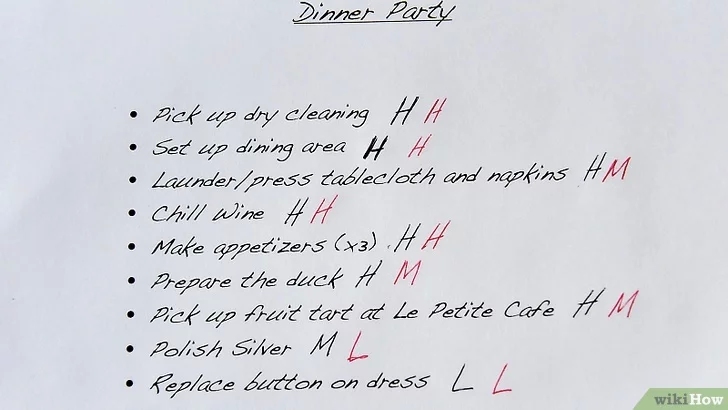 Dinner Party
• Pick up dry cleaning H H
• Set up dining area H H
• Launder/press tablecloth and napkins H M
• Chill Wine H H
• Make appetizers (x3) H H
• Prepare the duck H M
• Pick up fruit tart at Le Petite Cafe H M
• Polish Silver M L
• Replace button on dress L L
wikiHow